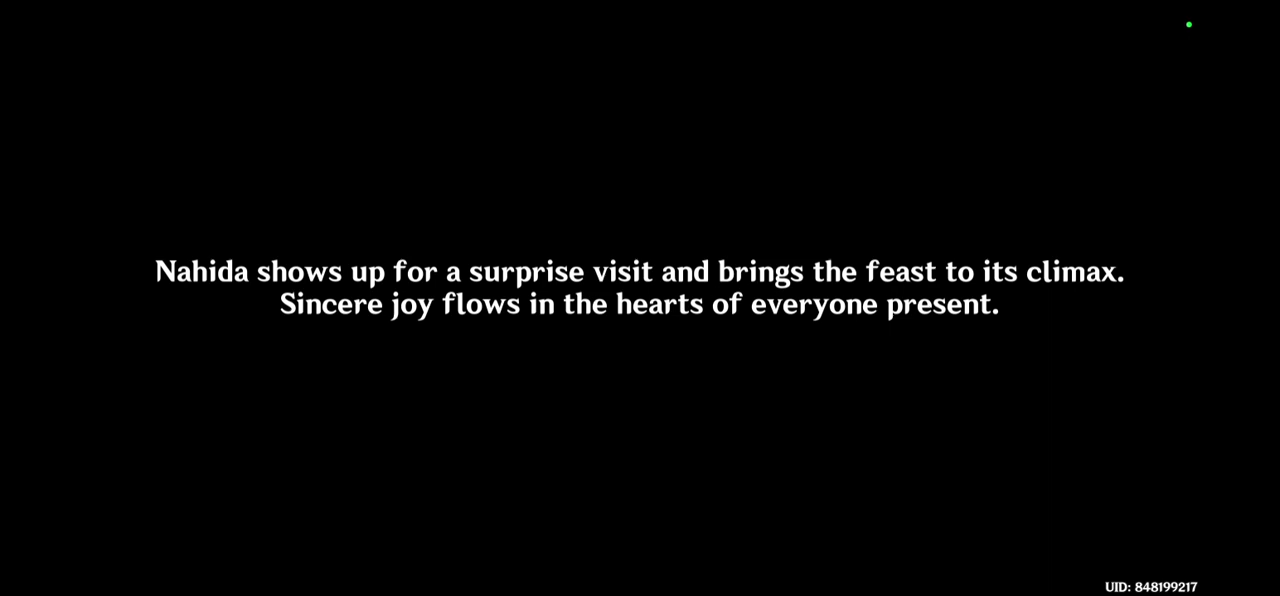 Nahida shows up for a surprise visit and brings the feast to its climax.
Sincere joy flows in the hearts of everyone present.
UID: 848199217